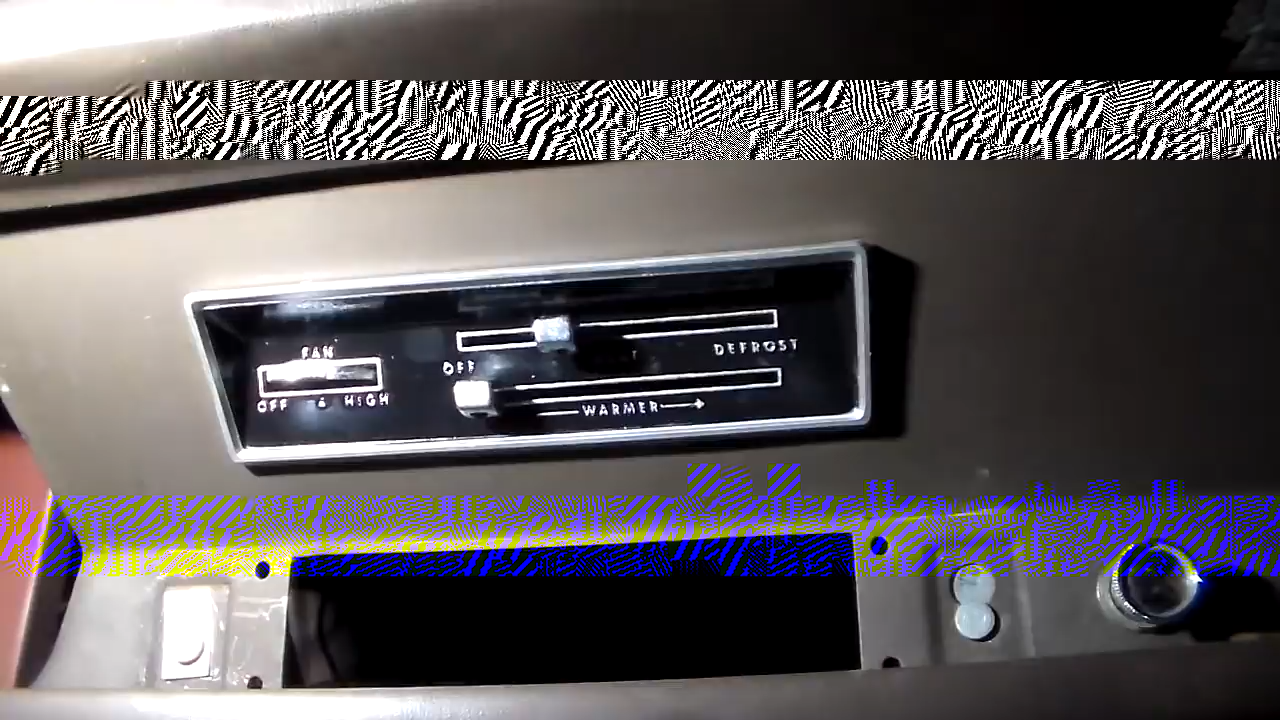 FAN
OFF HIGH
DEFROST
OFF
WARMER